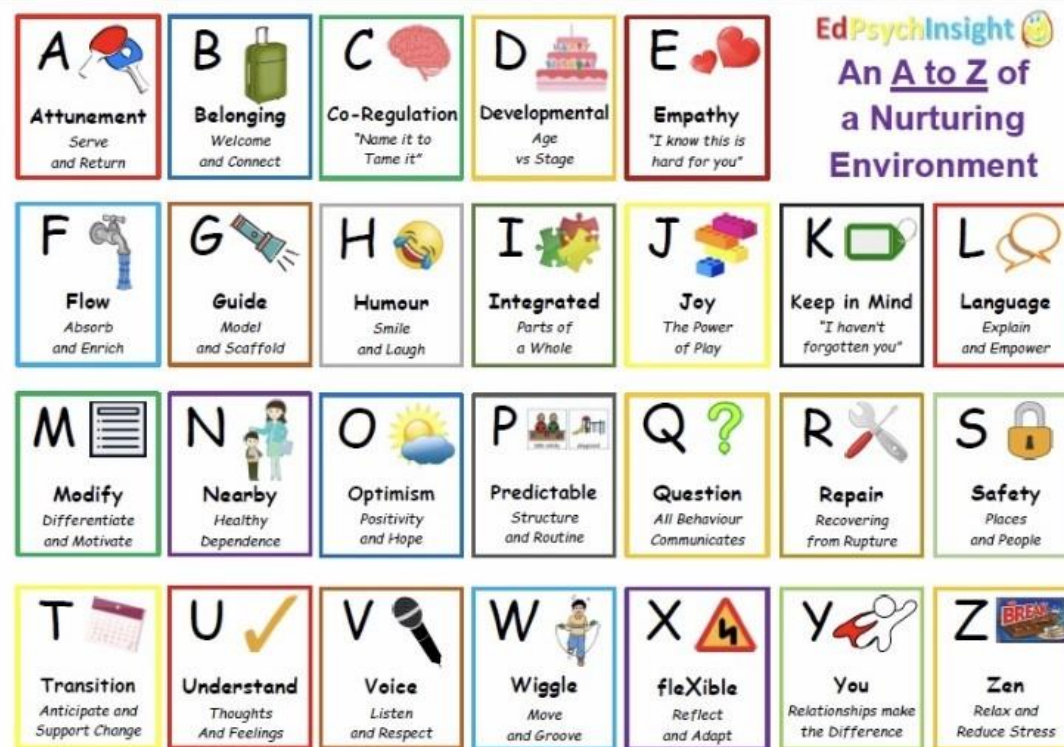 EdPsychInsight
An A to Z of
a Nurturing
Environment
A
Attunement
Serve
and Return
B
Belonging
Welcome
and Connect
C
Co-Regulation
"Name it to
Tame it"
D
Developmental
Age
vs Stage
E
Empathy
"I know this is
hard for you"
F
Flow
Absorb
and Enrich
G
Guide
Model
and Scaffold
H
Humour
Smile
and Laugh
I
Integrated
Parts of
a Whole
J
Joy
The Power
of Play
K
Keep in Mind
"I haven't
forgotten you"
L
Language
Explain
and Empower
M
Modify
Differentiate
and Motivate
N
Nearby
Healthy
Dependence
O
Optimism
Positivity
and Hope
P
Predictable
Structure
and Routine
Q
Question
All Behaviour
Communicates
R
Repair
Recovering
from Rupture
S
Safety
Places
and People
T
Transition
Anticipate and
Support Change
U
Understand
Thoughts
And Feelings
V
Voice
Listen
and Respect
W
Wiggle
Move
and Groove
X
fleXible
Reflect
and Adapt
Y
You
Relationships make
the Difference
Z
BREAK
Zen
Relax and
Reduce Stress